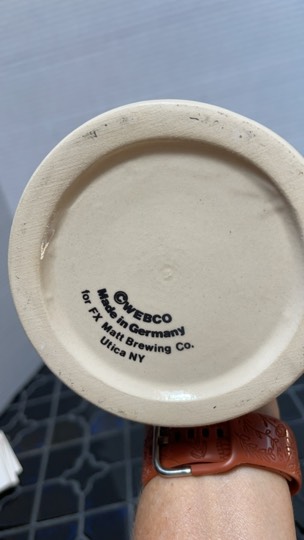 ©WEBCO
Made in Germany
for FX Matt Brewing Co.
Utica NY